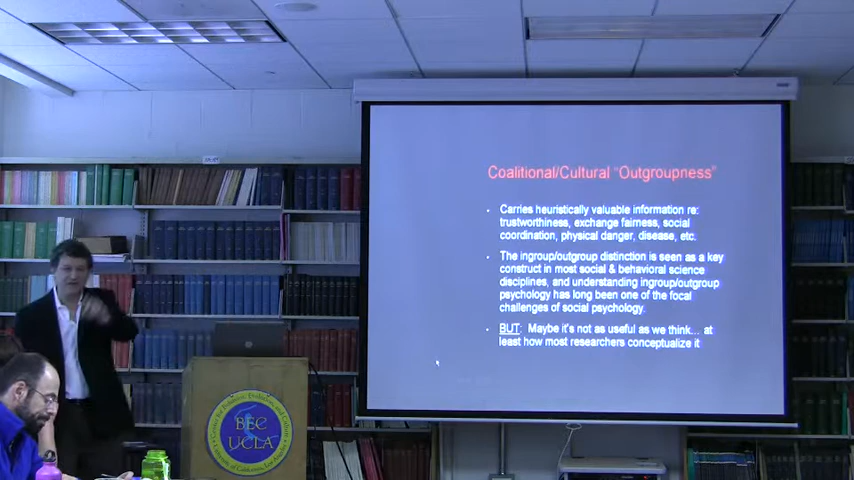 Coalitional/Cultural "Outgroupness"
Carries heuristically valuable information re:
trustworthiness, exchange fairness, social
coordination, physical danger, disease, etc.
The ingroup/outgroup distinction is seen as a key
construct in most social & behavioral science
disciplines, and understanding ingroup/outgroup
psychology has long been one of the focal
challenges of social psychology.
BUT: Maybe it's not as useful as we think... at
least how most researchers conceptualize it
BEC
UCLA